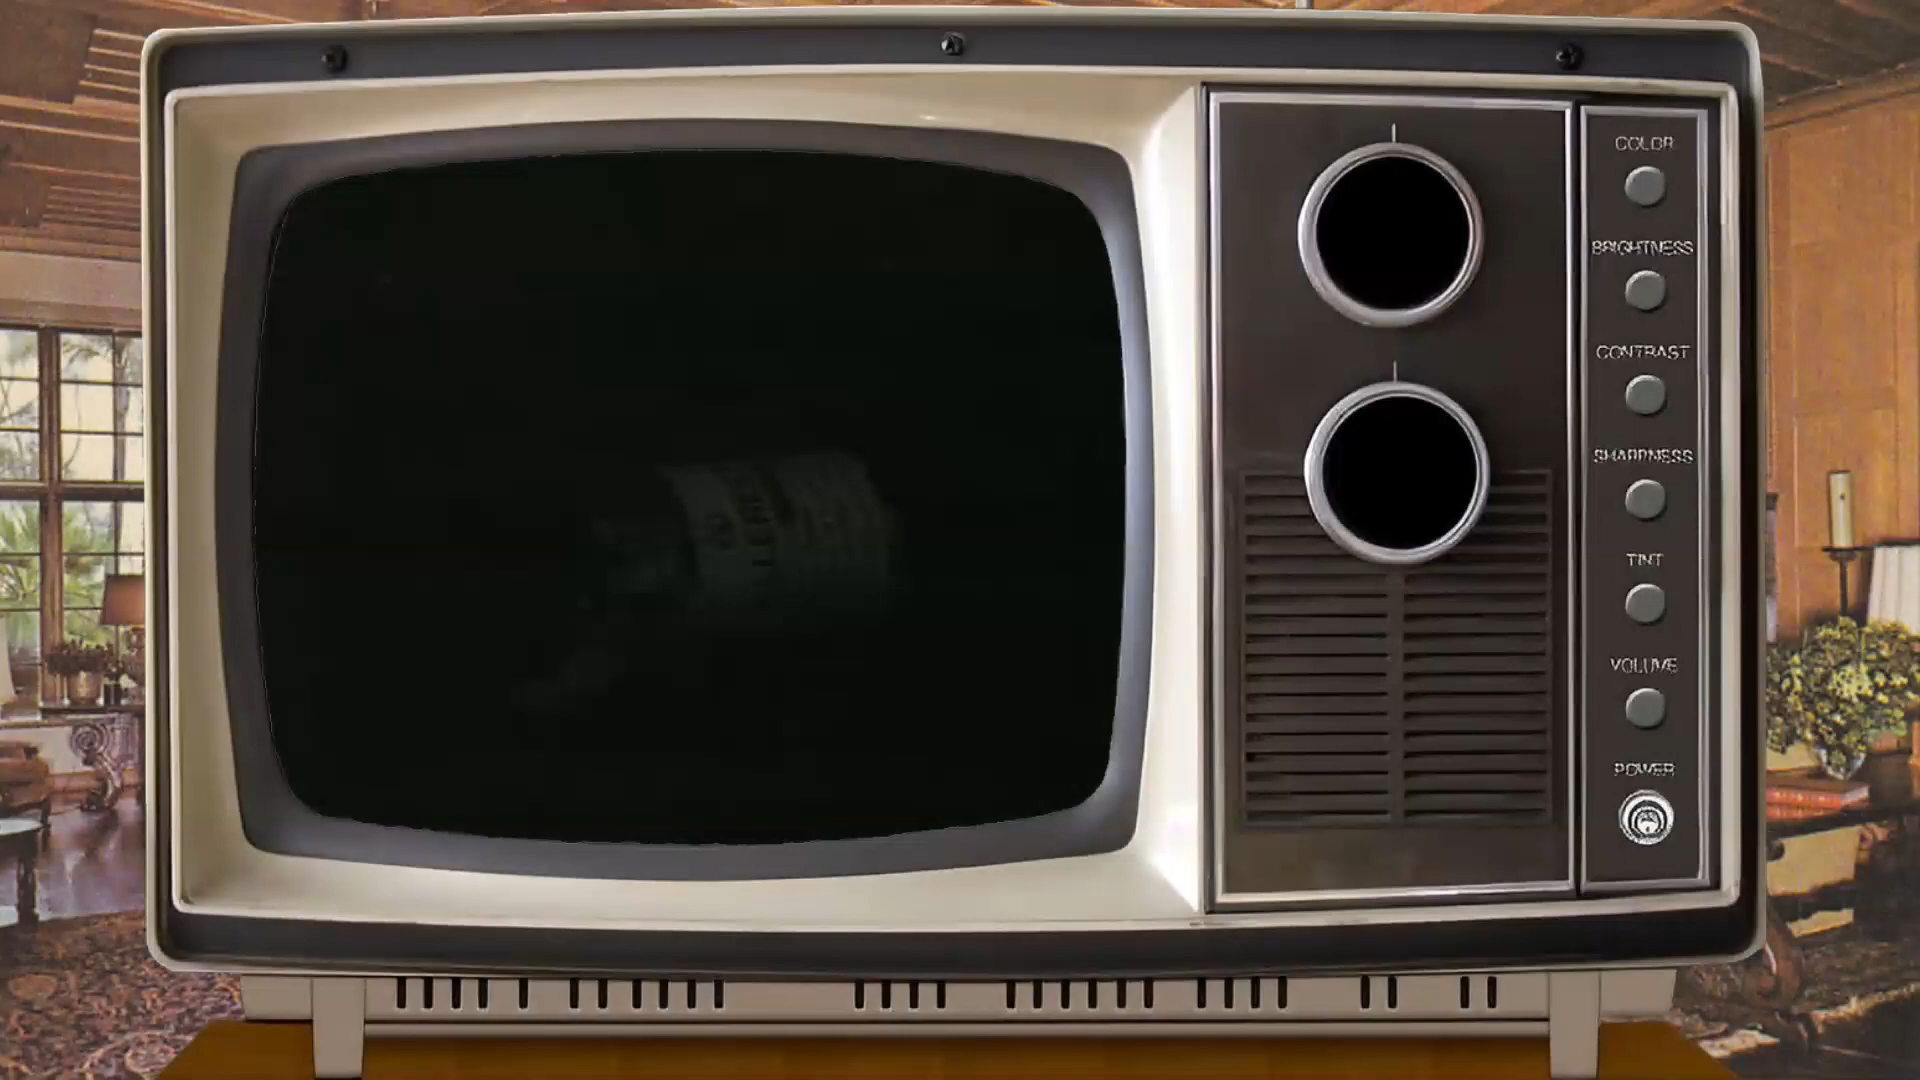 COLOR
BRIGHTNESS
CONTRAST
SHARPNESS
TINT
VOLUME
POWER